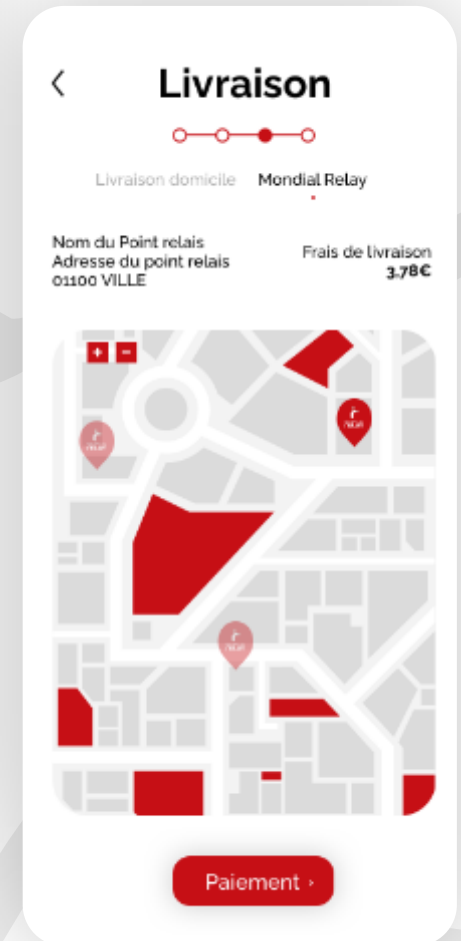 Livraison
Livraison domicile Mondial Relay
Nom du Point relais
Adresse du point relais
01100 VILLE
Frais de livraison
3,78€
+ -
Paiement ›